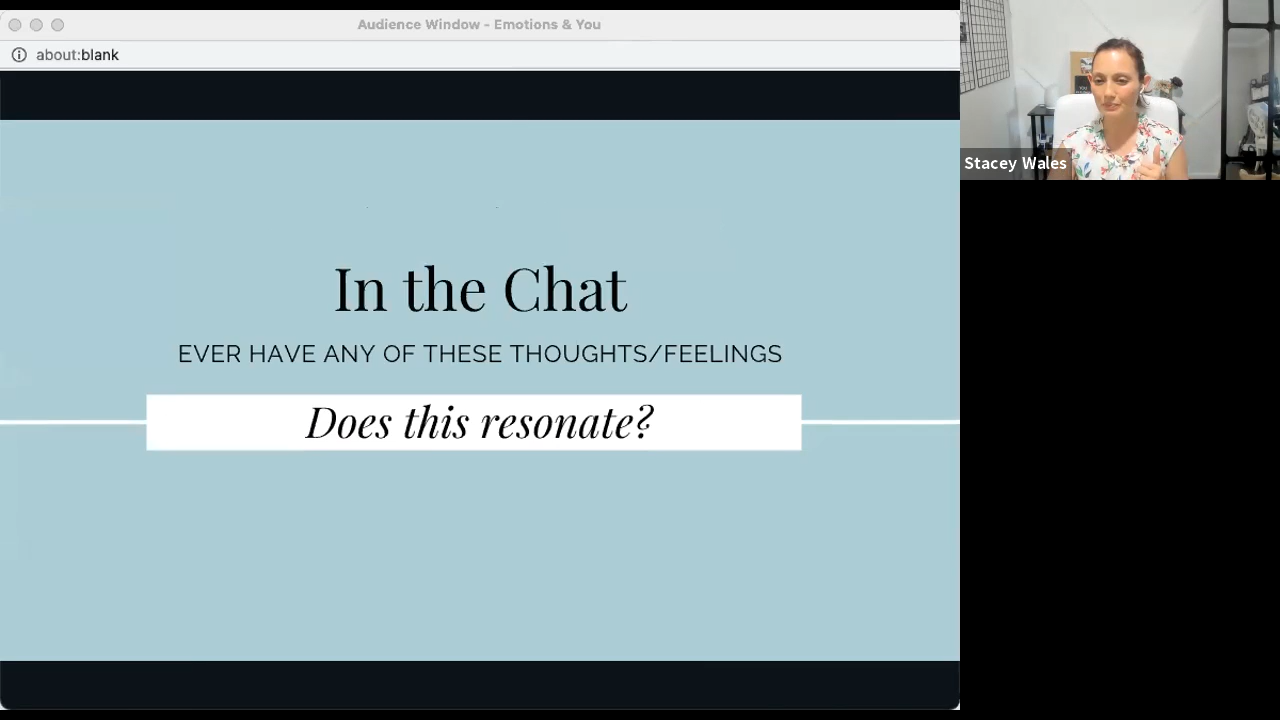 Audience Window - Emotions & You
about:blank
In the Chat
EVER HAVE ANY OF THESE THOUGHTS/FEELINGS
Does this resonate?
Stacey Wales